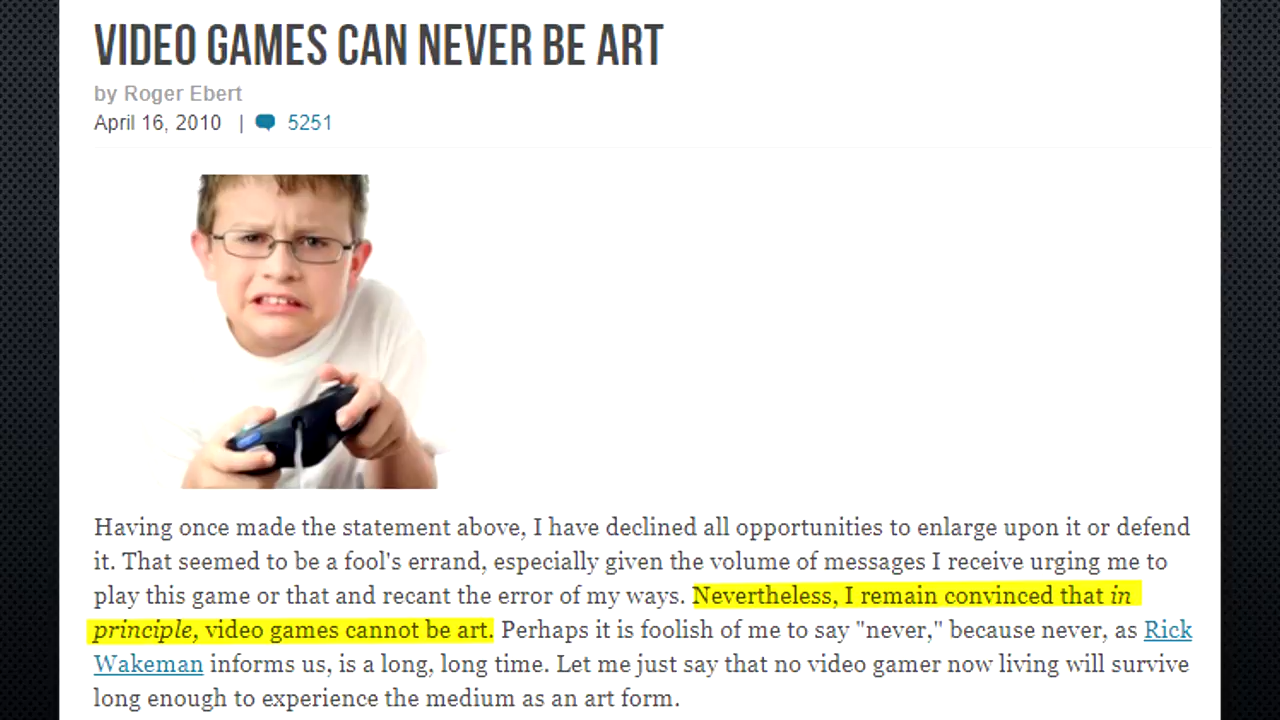 VIDEO GAMES CAN NEVER BE ART
by Roger Ebert
April 16, 2010 | 5251
Having once made the statement above, I have declined all opportunities to enlarge upon it or defend
it. That seemed to be a fool's errand, especially given the volume of messages I receive urging me to
play this game or that and recant the error of my ways. Nevertheless, I remain convinced that in
principle, video games cannot be art. Perhaps it is foolish of me to say "never," because never, as Rick
Wakeman informs us, is a long, long time. Let me just say that no video gamer now living will survive
long enough to experience the medium as an art form.